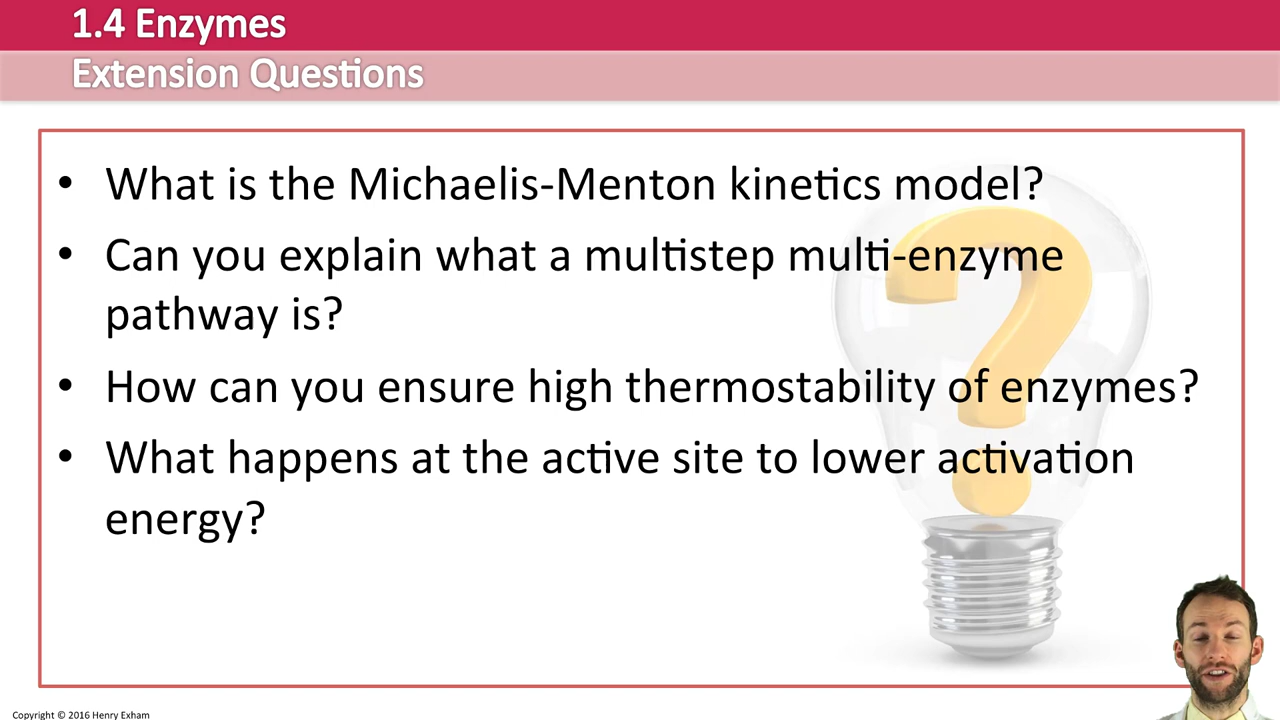 1.4 Enzymes
Extension Questions
• What is the Michaelis-Menton kinetics model?
• Can you explain what a multistep multi-enzyme
pathway is?
• How can you ensure high thermostability of enzymes?
• What happens at the active site to lower activation
energy?
Copyright © 2016 Henry Exham